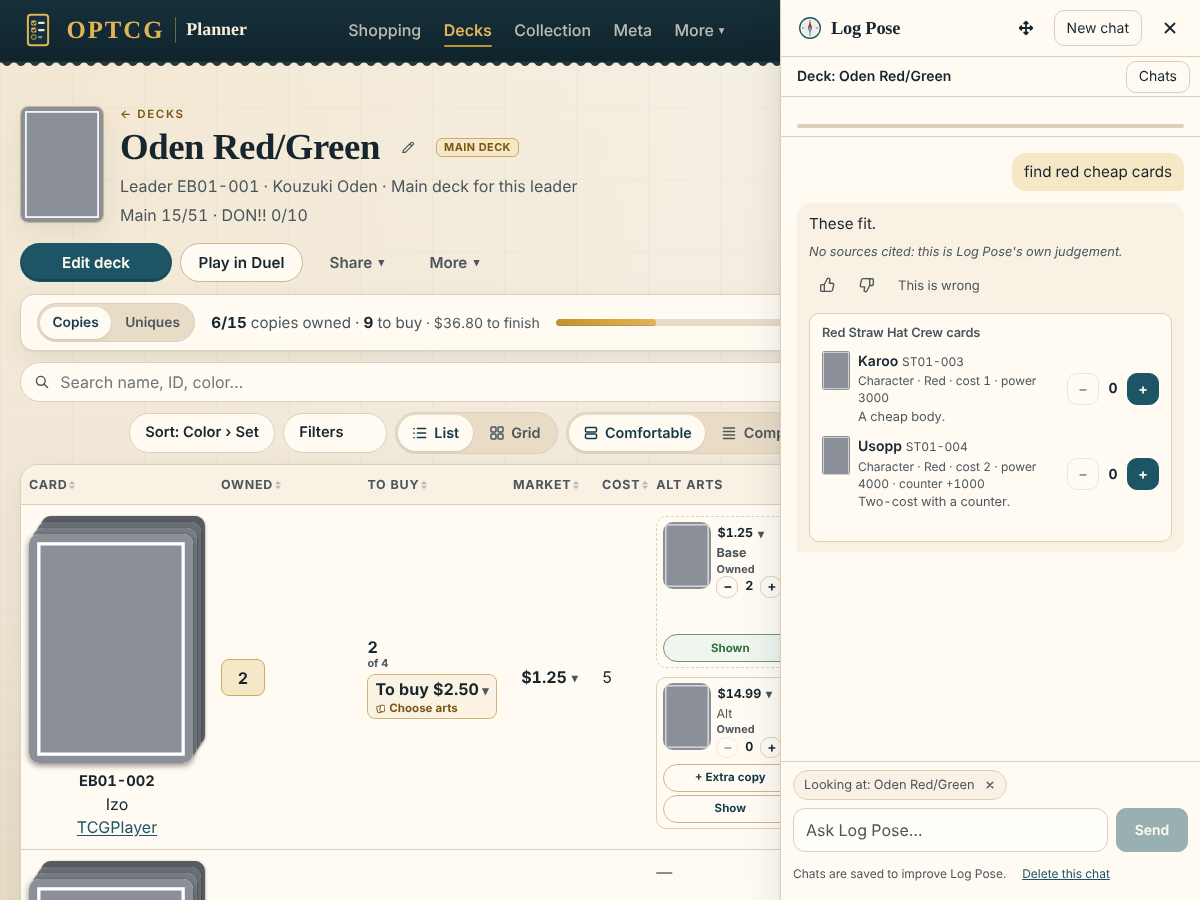 OPTCG Planner
Shopping Decks Collection Meta More ▾
← DECKS
Oden Red/Green MAIN DECK
Leader EB01-001 · Kouzuki Oden · Main deck for this leader
Main 15/51 · DON!! 0/10
Edit deck Play in Duel Share ▾ More ▾
Copies Uniques 6/15 copies owned · 9 to buy · $36.80 to finish
Search name, ID, color...
Sort: Color › Set Filters List Grid Comfortable
CARD OWNED TO BUY MARKET COST ALT ARTS
2
2
of 4
To buy $2.50 ▾
Choose arts
$1.25 ▾
5
$1.25 ▾
Base
Owned
− 2 +
Shown
$14.99 ▾
Alt
Owned
− 0 +
+ Extra copy
Show
EB01-002
Izo
TCGPlayer
—
Log Pose New chat ✕
Deck: Oden Red/Green Chats
find red cheap cards
These fit.
No sources cited: this is Log Pose's own judgement.
This is wrong
Red Straw Hat Crew cards
Karoo ST01-003
Character · Red · cost 1 · power
3000
A cheap body.
− 0 +
Usopp ST01-004
Character · Red · cost 2 · power
4000 · counter +1000
Two-cost with a counter.
− 0 +
Looking at: Oden Red/Green ✕
Ask Log Pose... Send
Chats are saved to improve Log Pose. Delete this chat